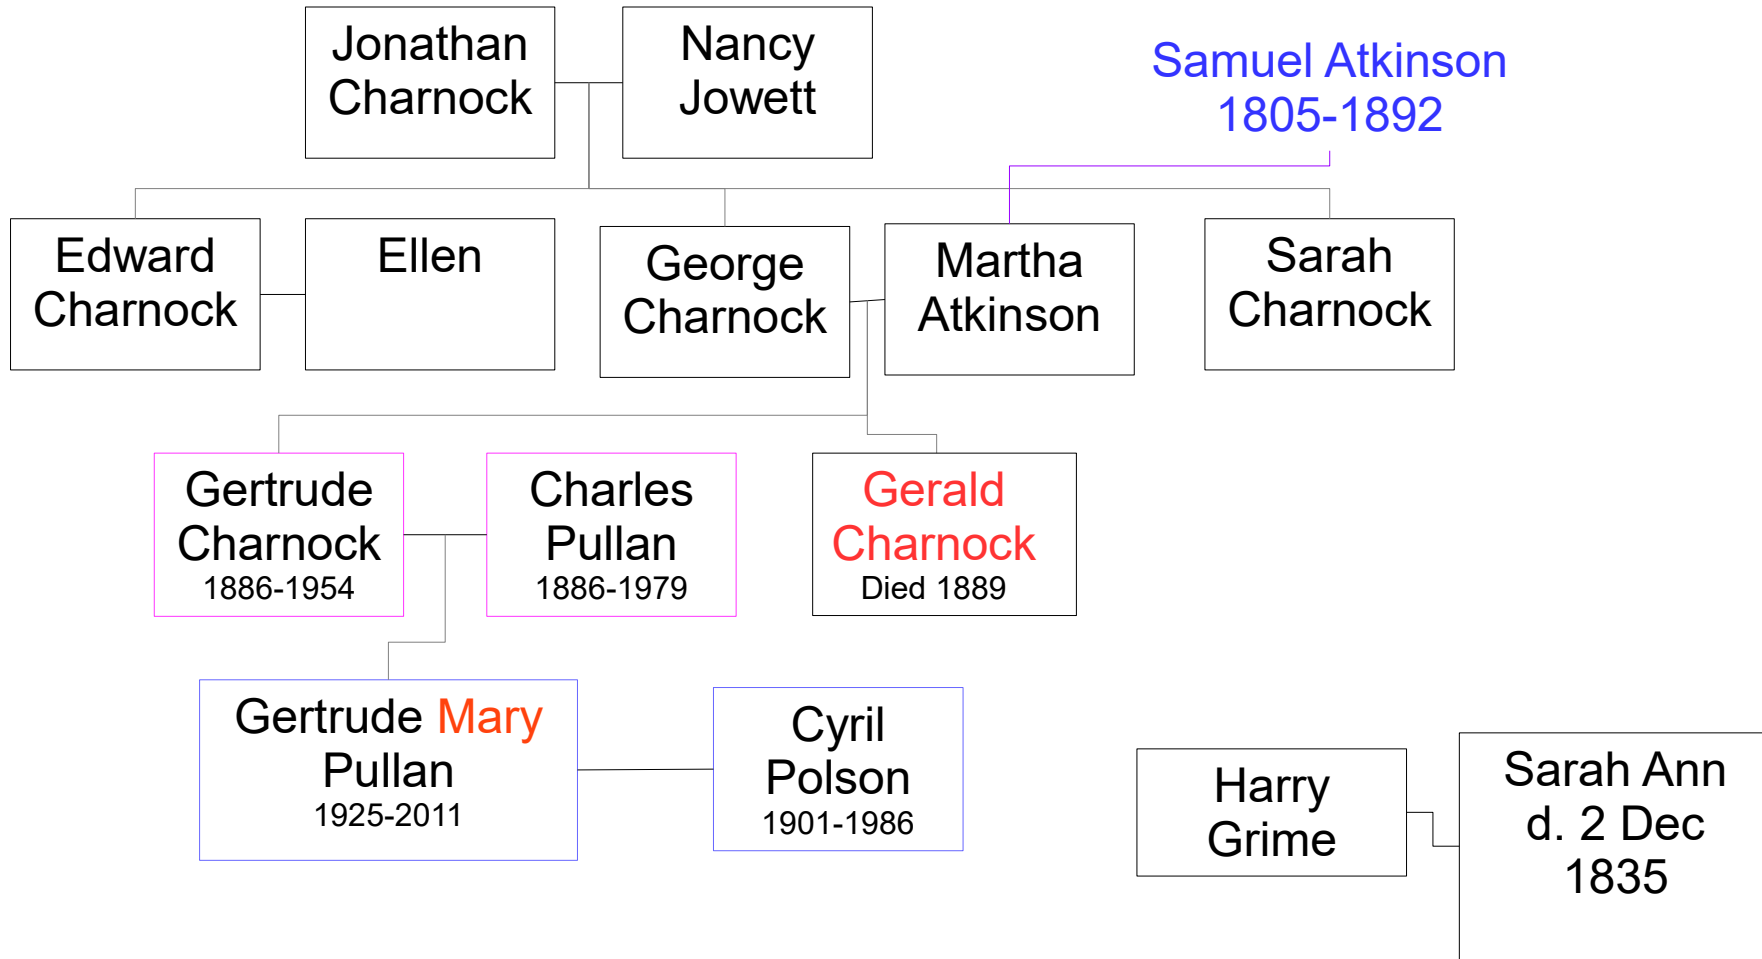 Jonathan
Charnock
Nancy
Jowett
Samuel Atkinson
1805-1892
Edward
Charnock
Ellen
George
Charnock
Martha
Atkinson
Sarah
Charnock
Gertrude
Charnock
1886-1954
Charles
Pullan
1886-1979
Gerald
Charnock
Died 1889
Gertrude Mary
Pullan
1925-2011
Cyril
Polson
1901-1986
Harry
Grime
Sarah Ann
d. 2 Dec
1835